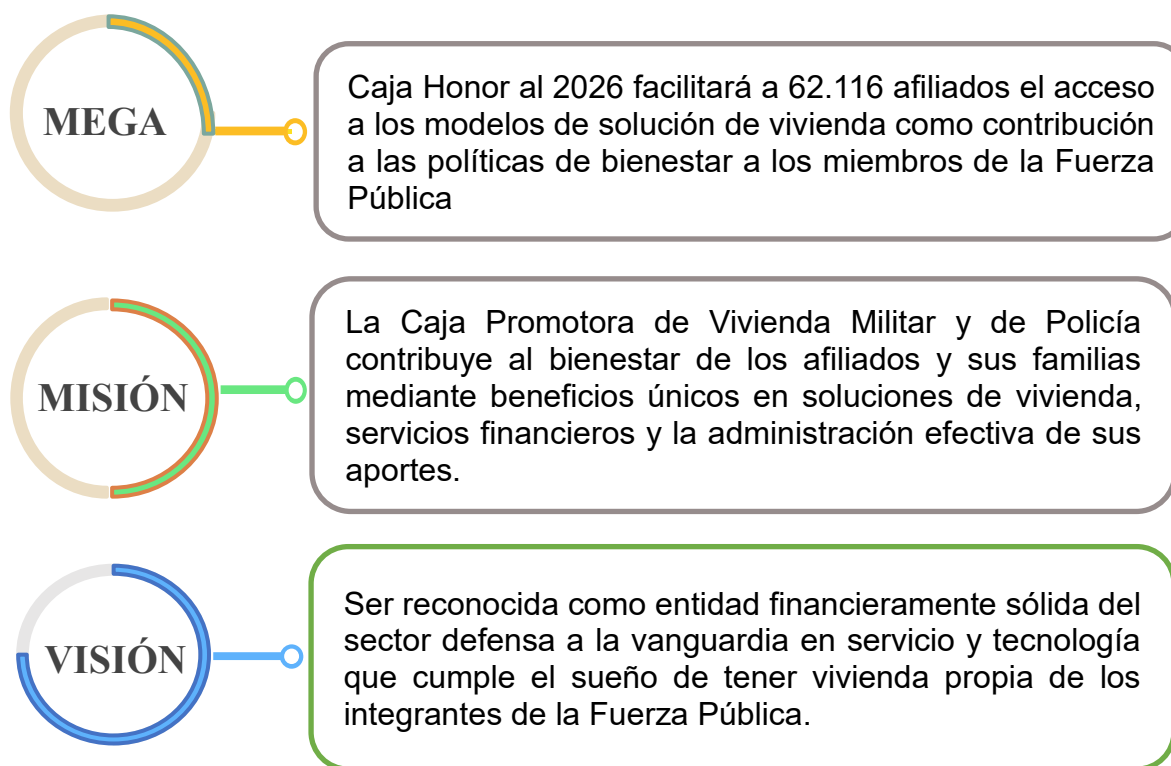 MEGA
Caja Honor al 2026 facilitará a 62.116 afiliados el acceso
a los modelos de solución de vivienda como contribución
a las políticas de bienestar a los miembros de la Fuerza
Pública
MISIÓN
La Caja Promotora de Vivienda Militar y de Policía
contribuye al bienestar de los afiliados y sus familias
mediante beneficios únicos en soluciones de vivienda,
servicios financieros y la administración efectiva de sus
aportes.
VISIÓN
Ser reconocida como entidad financieramente sólida del
sector defensa a la vanguardia en servicio y tecnología
que cumple el sueño de tener vivienda propia de los
integrantes de la Fuerza Pública.